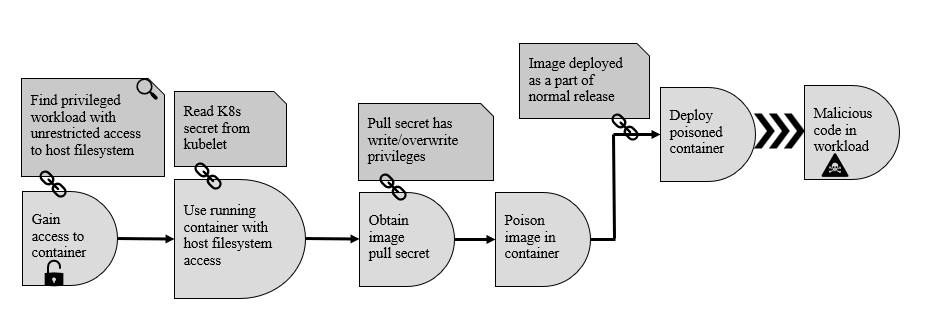 Find privileged
workload with
unrestricted access
to host filesystem
Gain
access to
container
Read K8s
secret from
kubelet
Use running
container with
host filesystem
access
Pull secret has
write/overwrite
privileges
Obtain
image
pull secret
Poison
image in
container
Image deployed
as a part of
normal release
Deploy
poisoned
container
Malicious
code in
workload